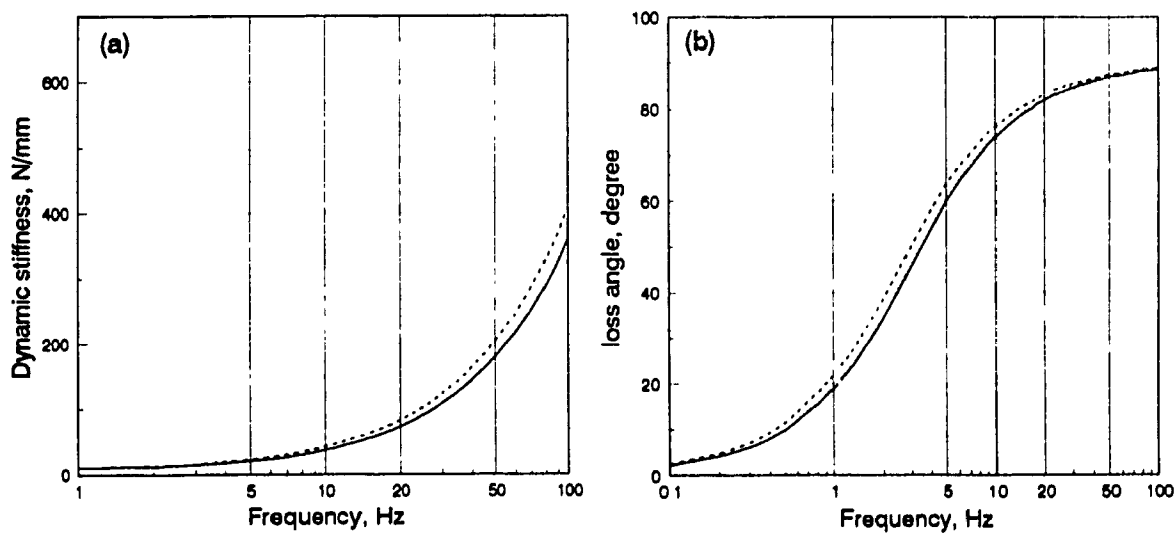 (a)
Dynamic stiffness, N/mm
600
400
200
0
1 5 10 20 50 100
Frequency, Hz
(b)
loss angle, degree
100
80
60
40
20
0
0 1 1 5 10 20 50 100
Frequency, Hz